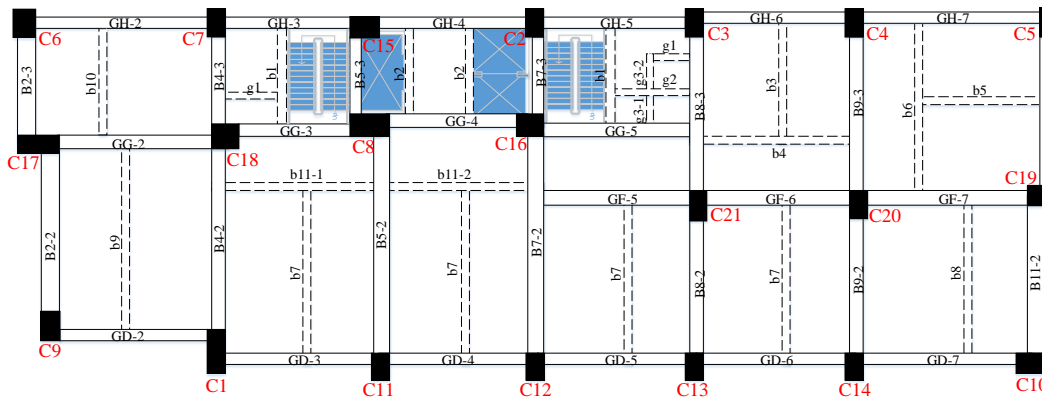 GH-2
GH-3
GH-4
GH-5
GH-6
GH-7
C6
C7
C15
C2
C3
C4
C5
B2-3
b10
B4-3
g1
b1
B5-3
b2
b2
B7-3
b1
g3-2
g1
g2
g3-1
B8-3
b3
B9-3
b6
b5
GG-2
GG-3
GG-4
GG-5
b4
C17
C18
C8
C16
C19
b11-1
b11-2
GF-5
GF-6
GF-7
C21
C20
B2-2
b9
B4-2
b7
B5-2
b7
B7-2
b7
B8-2
b7
B9-2
b8
B11-2
GD-2
GD-3
GD-4
GD-5
GD-6
GD-7
C9
C1
C11
C12
C13
C14
C10